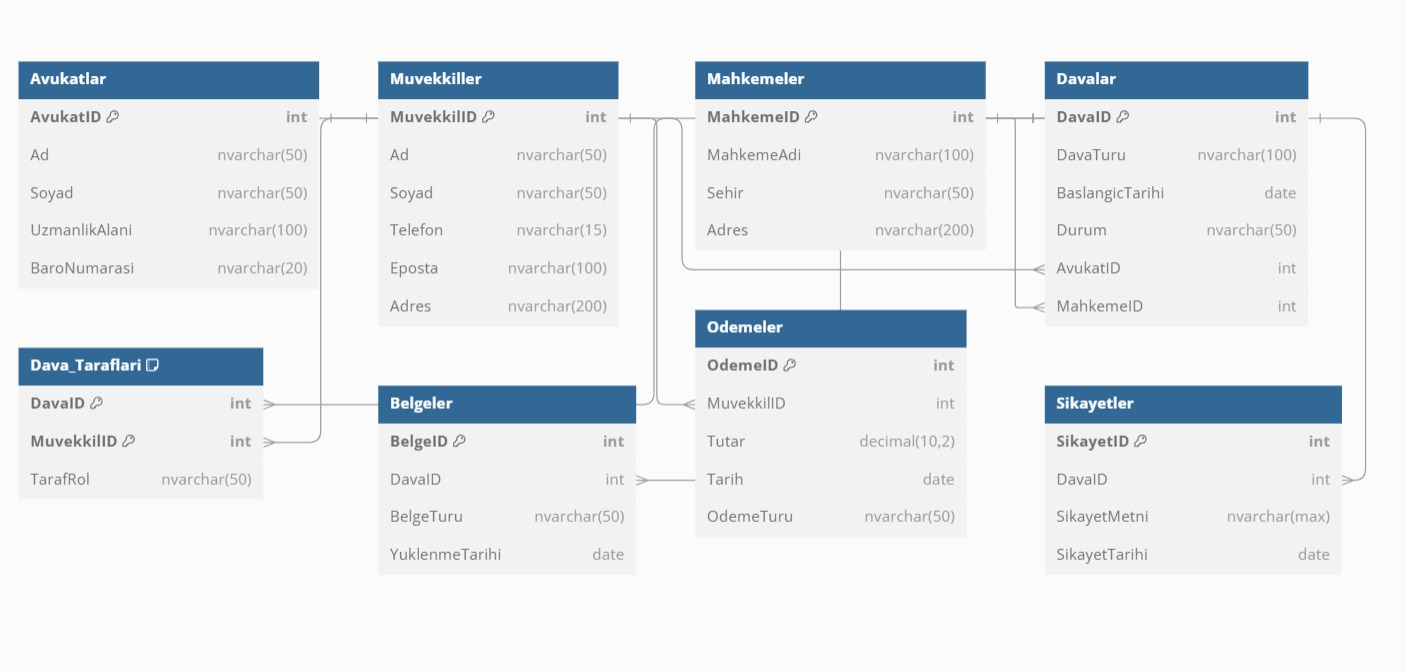 Avukatlar
AvukatID int
Ad nvarchar(50)
Soyad nvarchar(50)
UzmanlikAlani nvarchar(100)
BaroNumarasi nvarchar(20)
Muvekkiller
MuvekkilID int
Ad nvarchar(50)
Soyad nvarchar(50)
Telefon nvarchar(15)
Eposta nvarchar(100)
Adres nvarchar(200)
Mahkemeler
MahkemeID int
MahkemeAdi nvarchar(100)
Sehir nvarchar(50)
Adres nvarchar(200)
Davalar
DavaID int
DavaTuru nvarchar(100)
BaslangicTarihi date
Durum nvarchar(50)
AvukatID int
MahkemeID int
Dava_Taraflari
DavaID int
MuvekkilID int
TarafRol nvarchar(50)
Belgeler
BelgeID int
DavaID int
BelgeTuru nvarchar(50)
YuklenmeTarihi date
Odemeler
OdemeID int
MuvekkilID int
Tutar decimal(10,2)
Tarih date
OdemeTuru nvarchar(50)
Sikayetler
SikayetID int
DavaID int
SikayetMetni nvarchar(max)
SikayetTarihi date